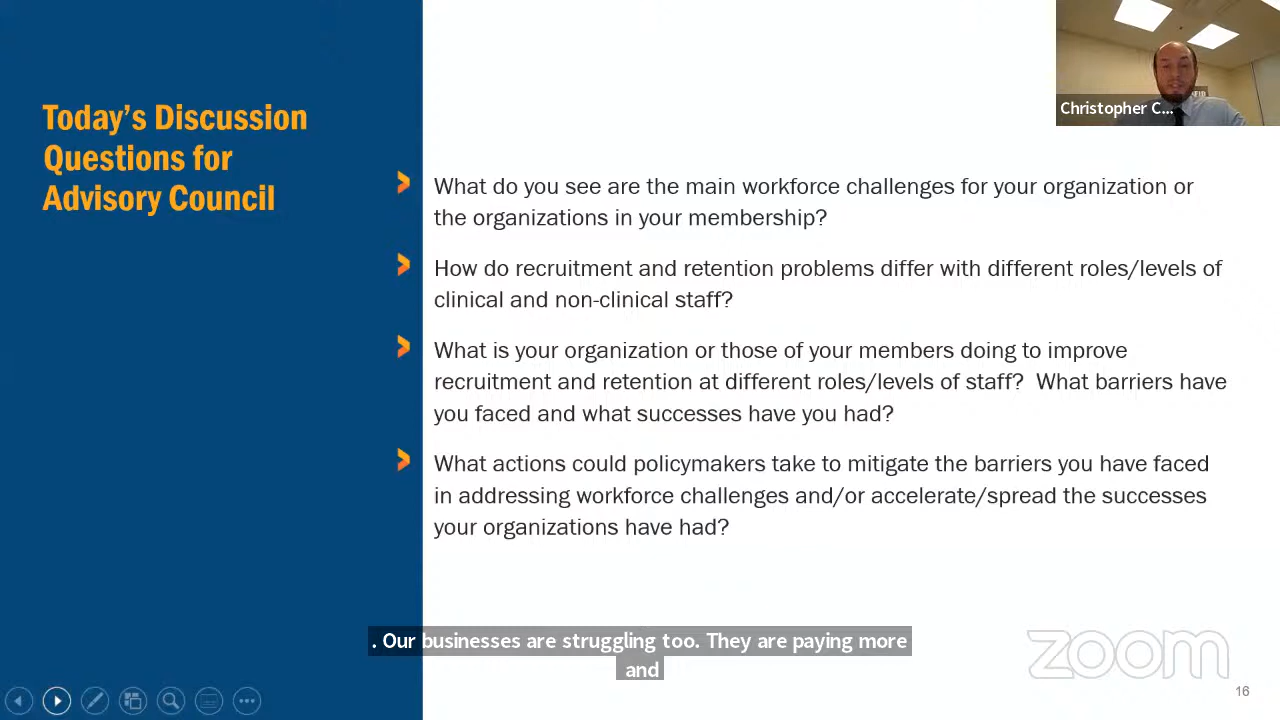 Today's Discussion
Questions for
Advisory Council
Christopher C...
What do you see are the main workforce challenges for your organization or
the organizations in your membership?
How do recruitment and retention problems differ with different roles/levels of
clinical and non-clinical staff?
What is your organization or those of your members doing to improve
recruitment and retention at different roles/levels of staff?  What barriers have
you faced and what successes have you had?
What actions could policymakers take to mitigate the barriers you have faced
in addressing workforce challenges and/or accelerate/spread the successes
your organizations have had?
. Our businesses are struggling too. They are paying more
and
zoom
16